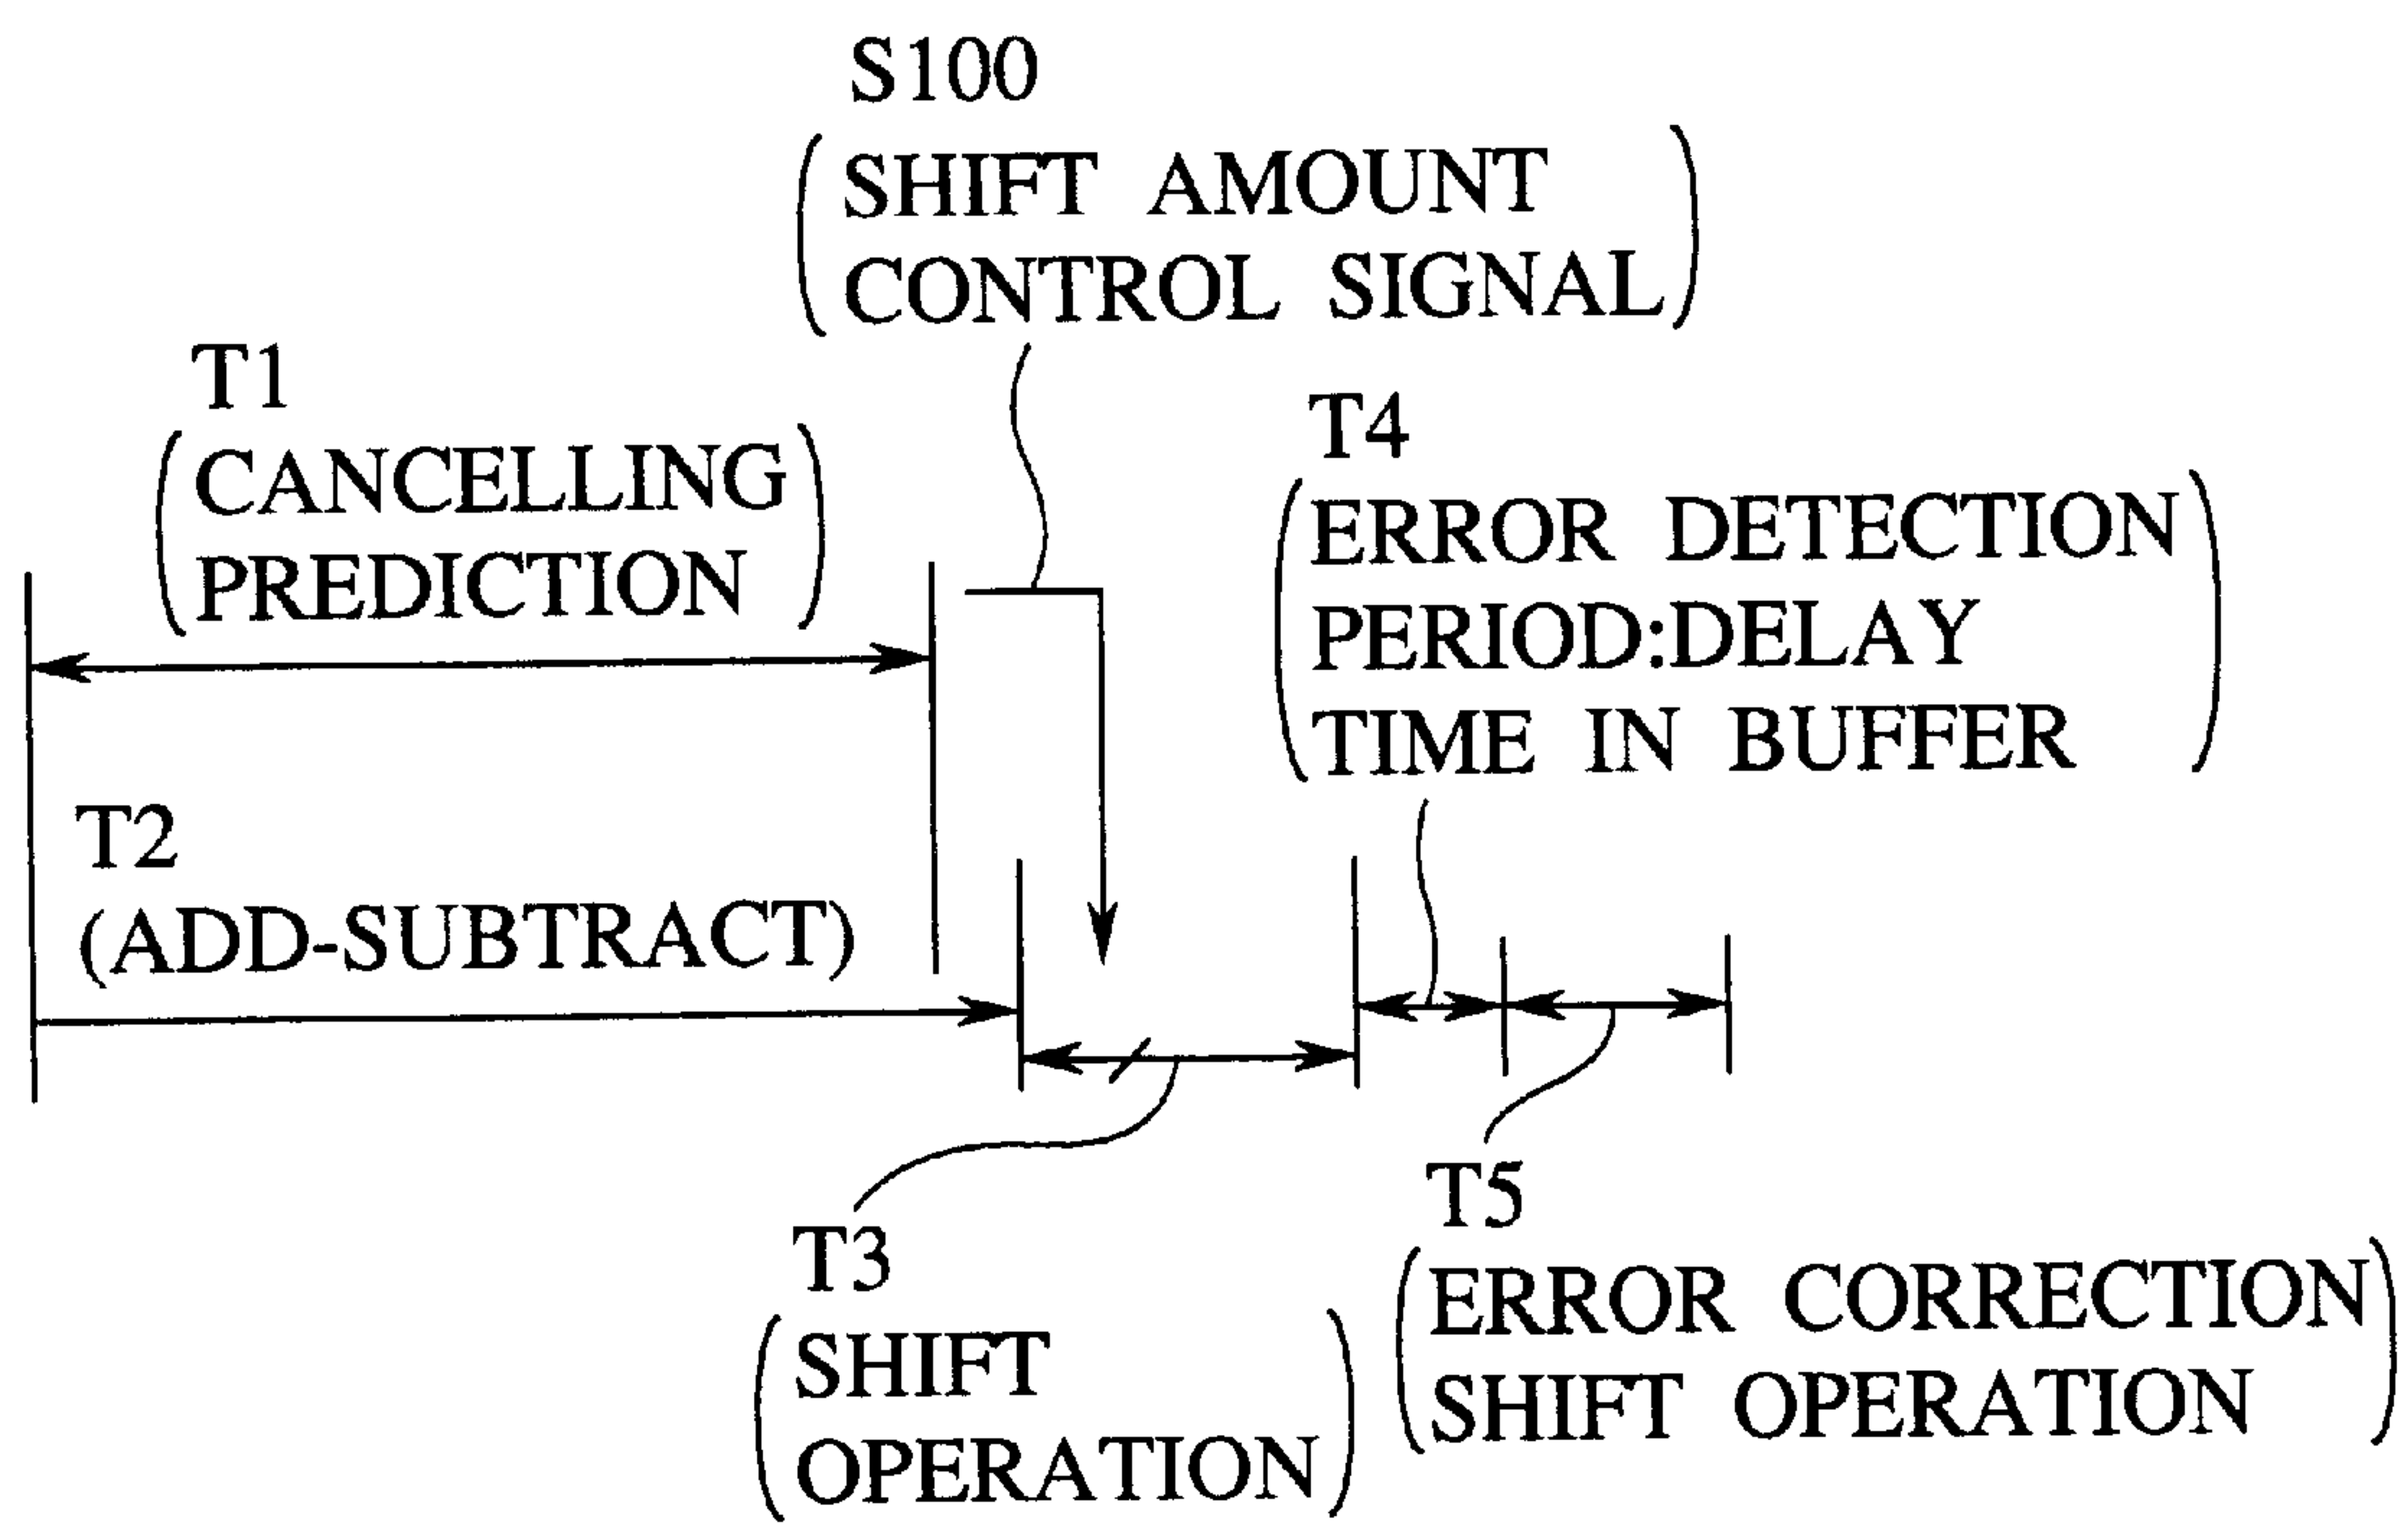 S100
(SHIFT AMOUNT
CONTROL SIGNAL)
T1
(CANCELLING
PREDICTION)
T4
(ERROR DETECTION
PERIOD:DELAY
TIME IN BUFFER)
T2
(ADD-SUBTRACT)
T3
(SHIFT
OPERATION)
T5
(ERROR CORRECTION
SHIFT OPERATION)